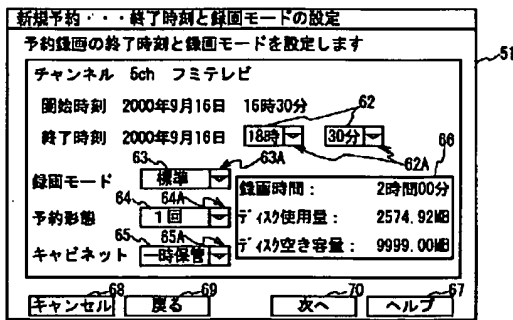 新規予約・・・終了時刻と録画モードの設定
予約録画の終了時刻と録画モードを設定します
51
チャンネル 5ch フミテレビ
開始時刻 2000年9月16日 16時30分
62
終了時刻 2000年9月16日 18時 30分
66
63 63A 62A
録画モード 標準
録画時間： 2時間00分
64 64A
予約形態 1回
ディスク使用量： 2574.92MB
65 65A
キャビネット 一時保管
ディスク空き容量： 9999.00MB
68 69 70 67
キャンセル 戻る 次へ ヘルプ